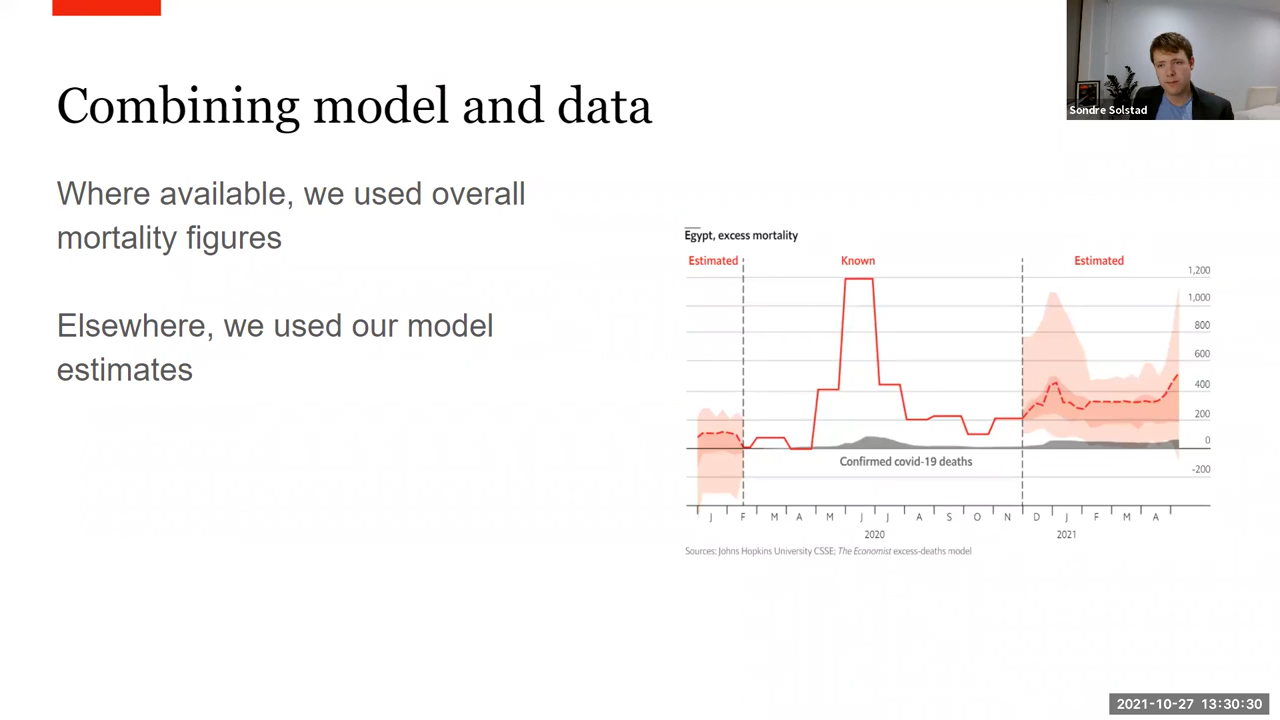 Combining model and data
Sondre Solstad
Where available, we used overall
mortality figures
Elsewhere, we used our model
estimates
Egypt, excess mortality
Estimated Known Estimated
1,200
1,000
800
600
400
200
0
-200
Confirmed covid-19 deaths
J F M A M J J A S O N D J F M A
2020 2021
Sources: Johns Hopkins University CSSE; The Economist excess-deaths model
2021-10-27 13:30:30